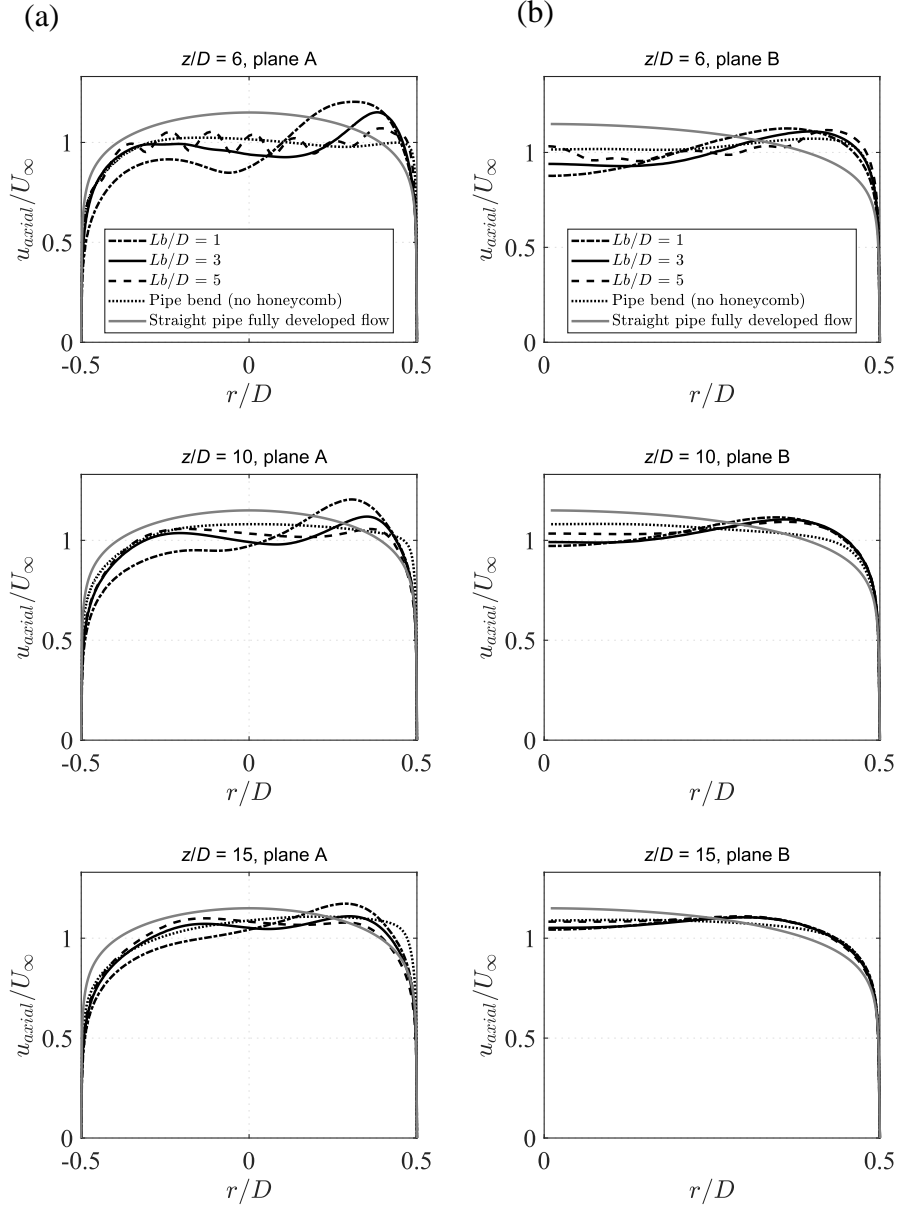 (a)
(b)
z/D = 6, plane A
u_axial/U_∞
1
0.5
0
Lb/D = 1
Lb/D = 3
Lb/D = 5
Pipe bend (no honeycomb)
Straight pipe fully developed flow
-0.5
0
0.5
r/D
z/D = 6, plane B
u_axial/U_∞
1
0.5
0
Lb/D = 1
Lb/D = 3
Lb/D = 5
Pipe bend (no honeycomb)
Straight pipe fully developed flow
0
0.5
r/D
z/D = 10, plane A
u_axial/U_∞
1
0.5
0
-0.5
0
0.5
r/D
z/D = 10, plane B
u_axial/U_∞
1
0.5
0
0
0.5
r/D
z/D = 15, plane A
u_axial/U_∞
1
0.5
0
-0.5
0
0.5
r/D
z/D = 15, plane B
u_axial/U_∞
1
0.5
0
0
0.5
r/D